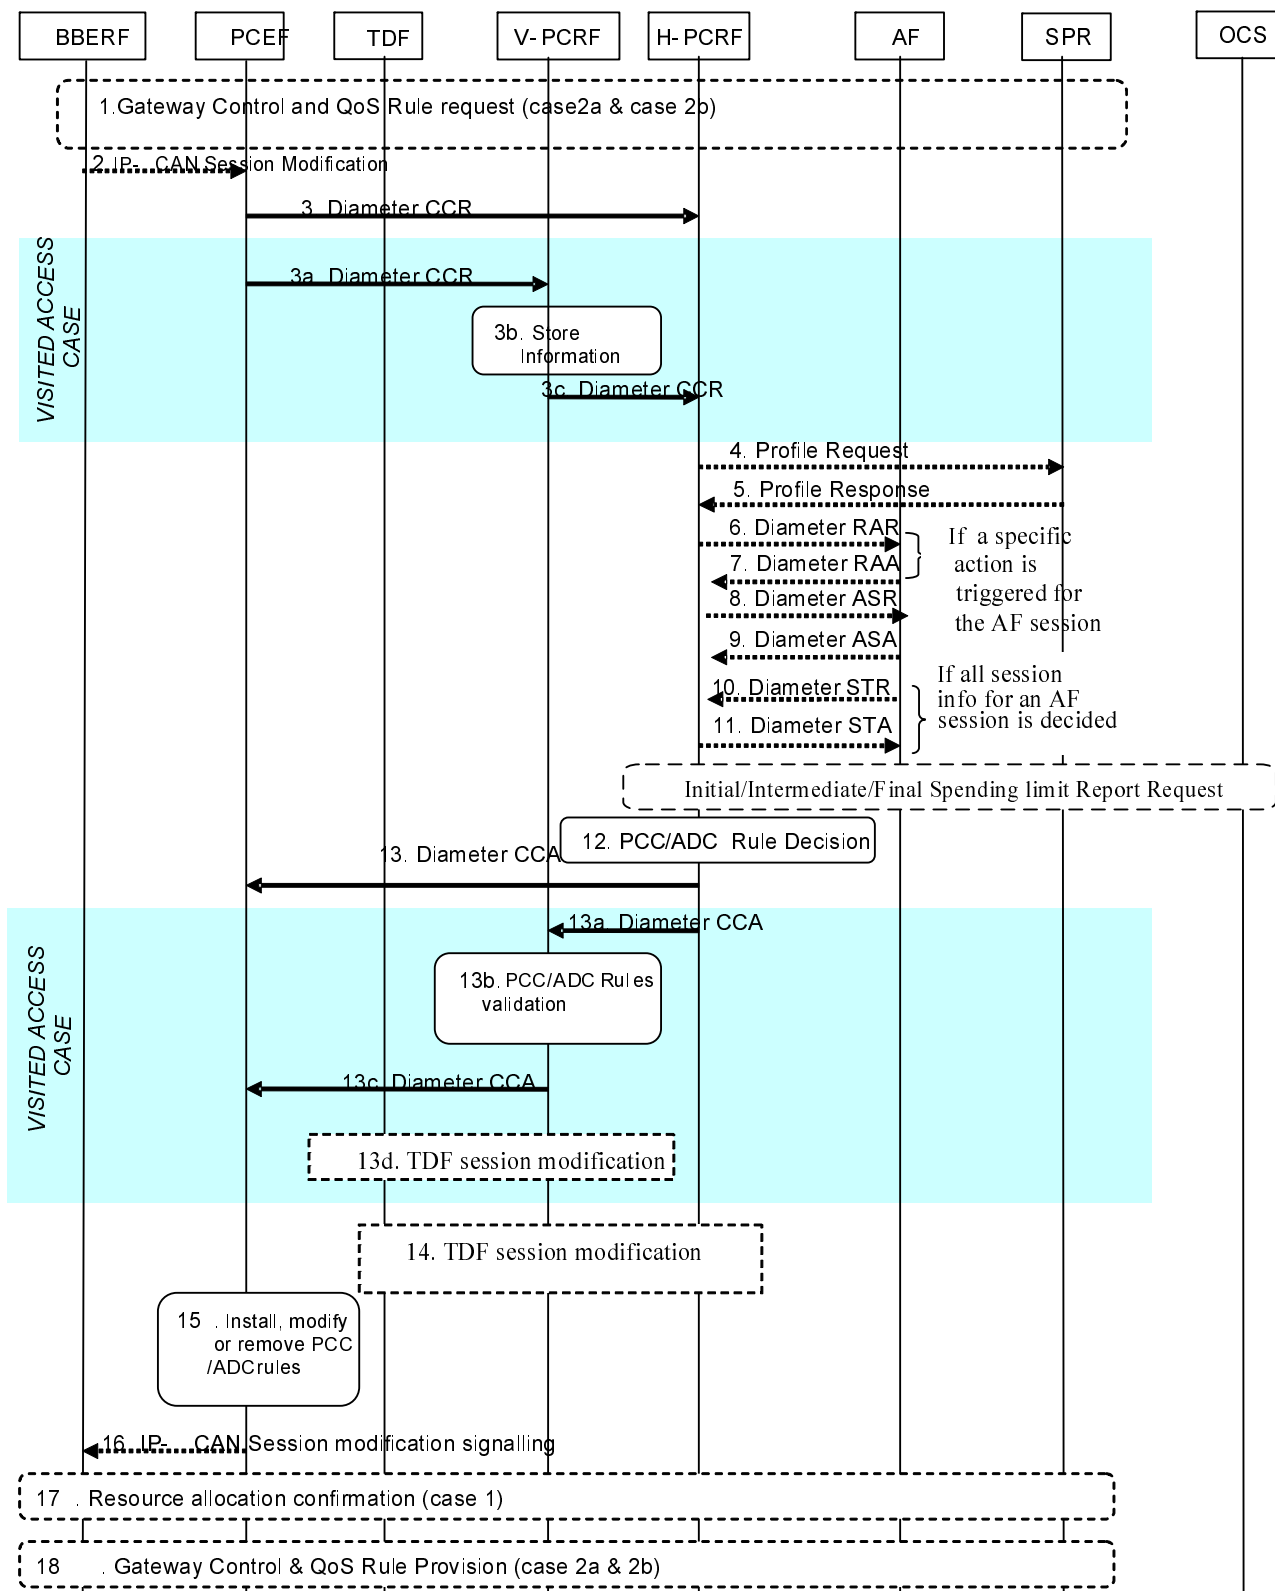 BBERF
PCEF
TDF
V-PCRF
H-PCRF
AF
SPR
OCS
1.Gateway Control and QoS Rule request (case2a & case 2b)
2. IP- CAN Session Modification
3. Diameter CCR
VISITED ACCESS
CASE
3a. Diameter CCR
3b. Store
Information
3c. Diameter CCR
4. Profile Request
5. Profile Response
6. Diameter RAR
7. Diameter RAA
If a specific
action is
triggered for
the AF session
8. Diameter ASR
9. Diameter ASA
10. Diameter STR
11. Diameter STA
If all session
info for an AF
session is decided
Initial/Intermediate/Final Spending limit Report Request
12. PCC/ADC Rule Decision
13. Diameter CCA
VISITED ACCESS
CASE
13a. Diameter CCA
13b. PCC/ADC Rules
validation
13c. Diameter CCA
13d. TDF session modification
14. TDF session modification
15 . Install, modify
or remove PCC
/ADC rules
16. IP- CAN Session modification signalling
17 . Resource allocation confirmation (case 1)
18 . Gateway Control & QoS Rule Provision (case 2a & 2b)